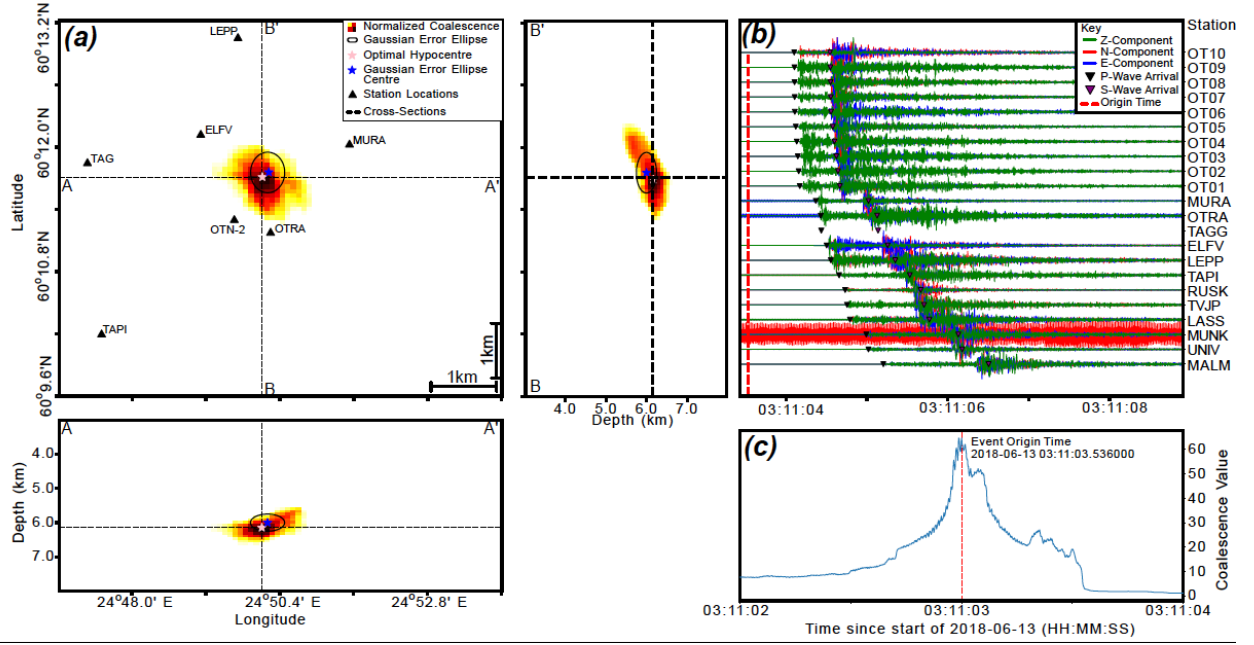 (a)
B'
LEPP
Normalized Coalescence
Gaussian Error Ellipse
Optimal Hypocentre
Gaussian Error Ellipse
Centre
Station Locations
Cross-Sections
ELFV
TAG
MURA
A
A'
OTN-2
OTRA
TAPI
1km
1km
B
60°13.2'N
60°12.0'N
60°10.8'N
60°9.6'N
Latitude
B'
B
4.0 5.0 6.0 7.0
Depth (km)
(b)
Key
Z-Component
N-Component
E-Component
P-Wave Arrival
S-Wave Arrival
Origin Time
Station
OT10
OT09
OT08
OT07
OT06
OT05
OT04
OT03
OT02
OT01
MURA
OTRA
TAGG
ELFV
LEPP
TAPI
RUSK
TVJP
LASS
MUNK
UNIV
MALM
03:11:04 03:11:06 03:11:08
A
A'
4.0
5.0
6.0
7.0
Depth (km)
24°48.0' E 24°50.4' E 24°52.8' E
Longitude
(c)
Event Origin Time
2018-06-13 03:11:03.536000
60
50
40
30
20
10
0
Coalescence Value
03:11:02 03:11:03 03:11:04
Time since start of 2018-06-13 (HH:MM:SS)